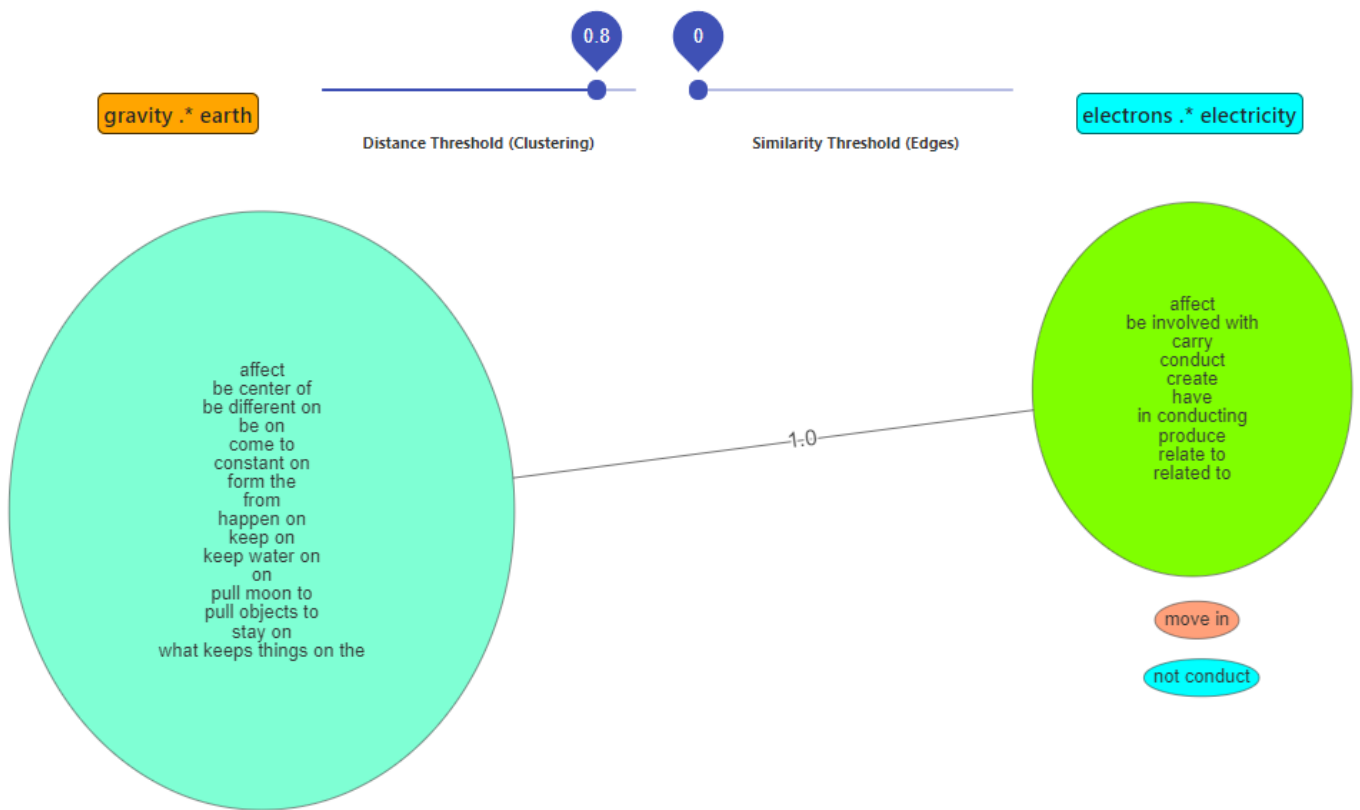 0.8
0
gravity .* earth
electrons .* electricity
Distance Threshold (Clustering)
Similarity Threshold (Edges)
affect
be center of
be different on
be on
come to
constant on
form the
from
happen on
keep on
keep water on
on
pull moon to
pull objects to
stay on
what keeps things on the
1.0
affect
be involved with
carry
conduct
create
have
in conducting
produce
relate to
related to
move in
not conduct